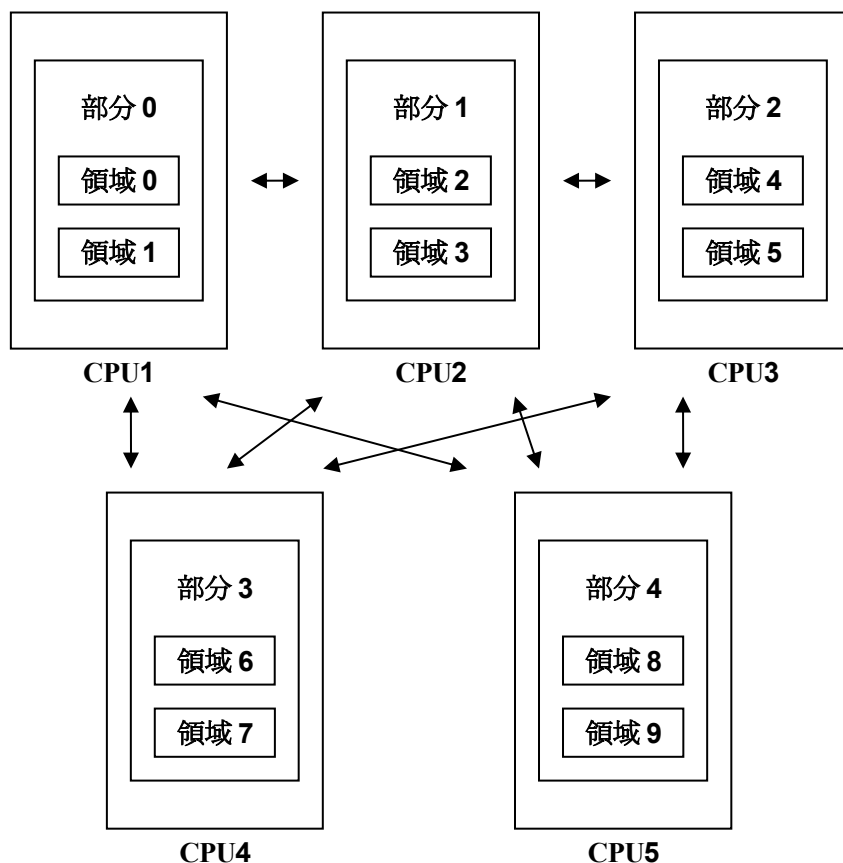 部分 0
領域 0
領域 1
CPU1
部分 1
領域 2
領域 3
CPU2
部分 2
領域 4
領域 5
CPU3
部分 3
領域 6
領域 7
CPU4
部分 4
領域 8
領域 9
CPU5